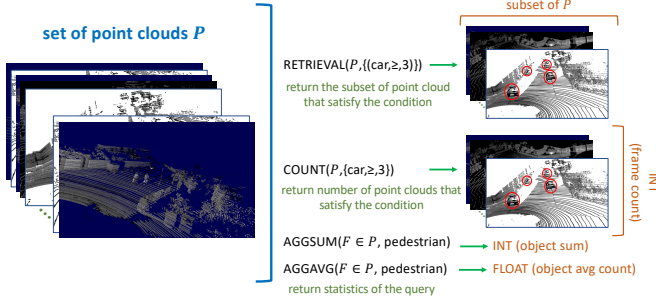 subset of P
set of point clouds P
RETRIEVAL(P,{(car,≥,3)})
return the subset of point cloud
that satisfy the condition
COUNT(P,{car,≥,3})
return number of point clouds that
satisfy the condition
INT
(frame count)
AGGSUM(F ∈ P, pedestrian)
INT (object sum)
AGGAVG(F ∈ P, pedestrian)
FLOAT (object avg count)
return statistics of the query